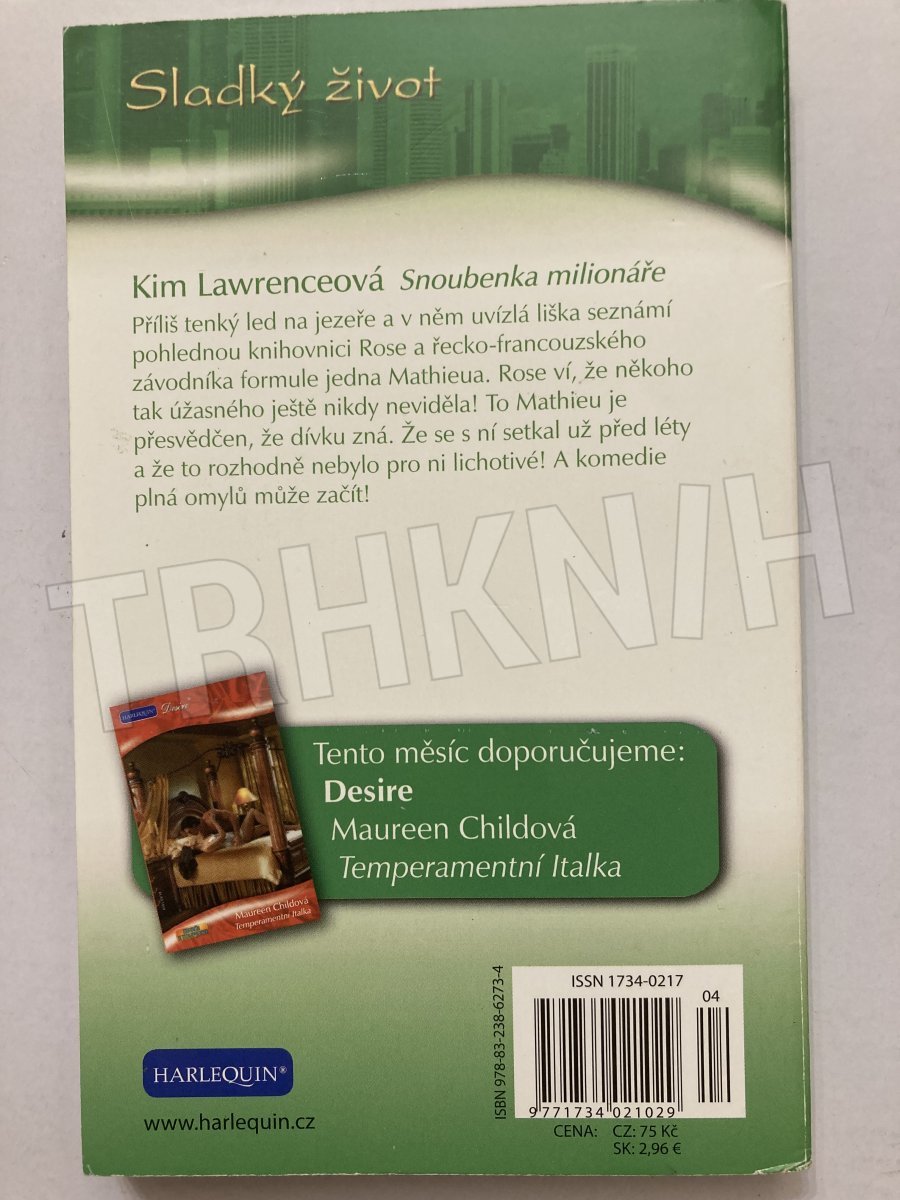 Sladký život
Kim Lawrenceová Snoubenka milionáře
Příliš tenký led na jezeře a v něm uvízlá liška seznámí
pohlednou knihovnici Rose a řecko-francouzského
závodníka formule jedna Mathieua. Rose ví, že někoho
tak úžasného ještě nikdy neviděla! To Mathieu je
přesvědčen, že dívku zná. Že se s ní setkal už před léty
a že to rozhodně nebylo pro ni lichotivé! A komedie
plná omylů může začít!
TRHKNIH
HARLEQUIN® Desire
Maureen Childová
Temperamentní Italka
Tento měsíc doporučujeme:
Desire
Maureen Childová
Temperamentní Italka
HARLEQUIN®
www.harlequin.cz
ISBN 978-83-238-6273-4
ISSN 1734-0217
04
9771734021029
CENA: CZ: 75 Kč
SK: 2,96 €